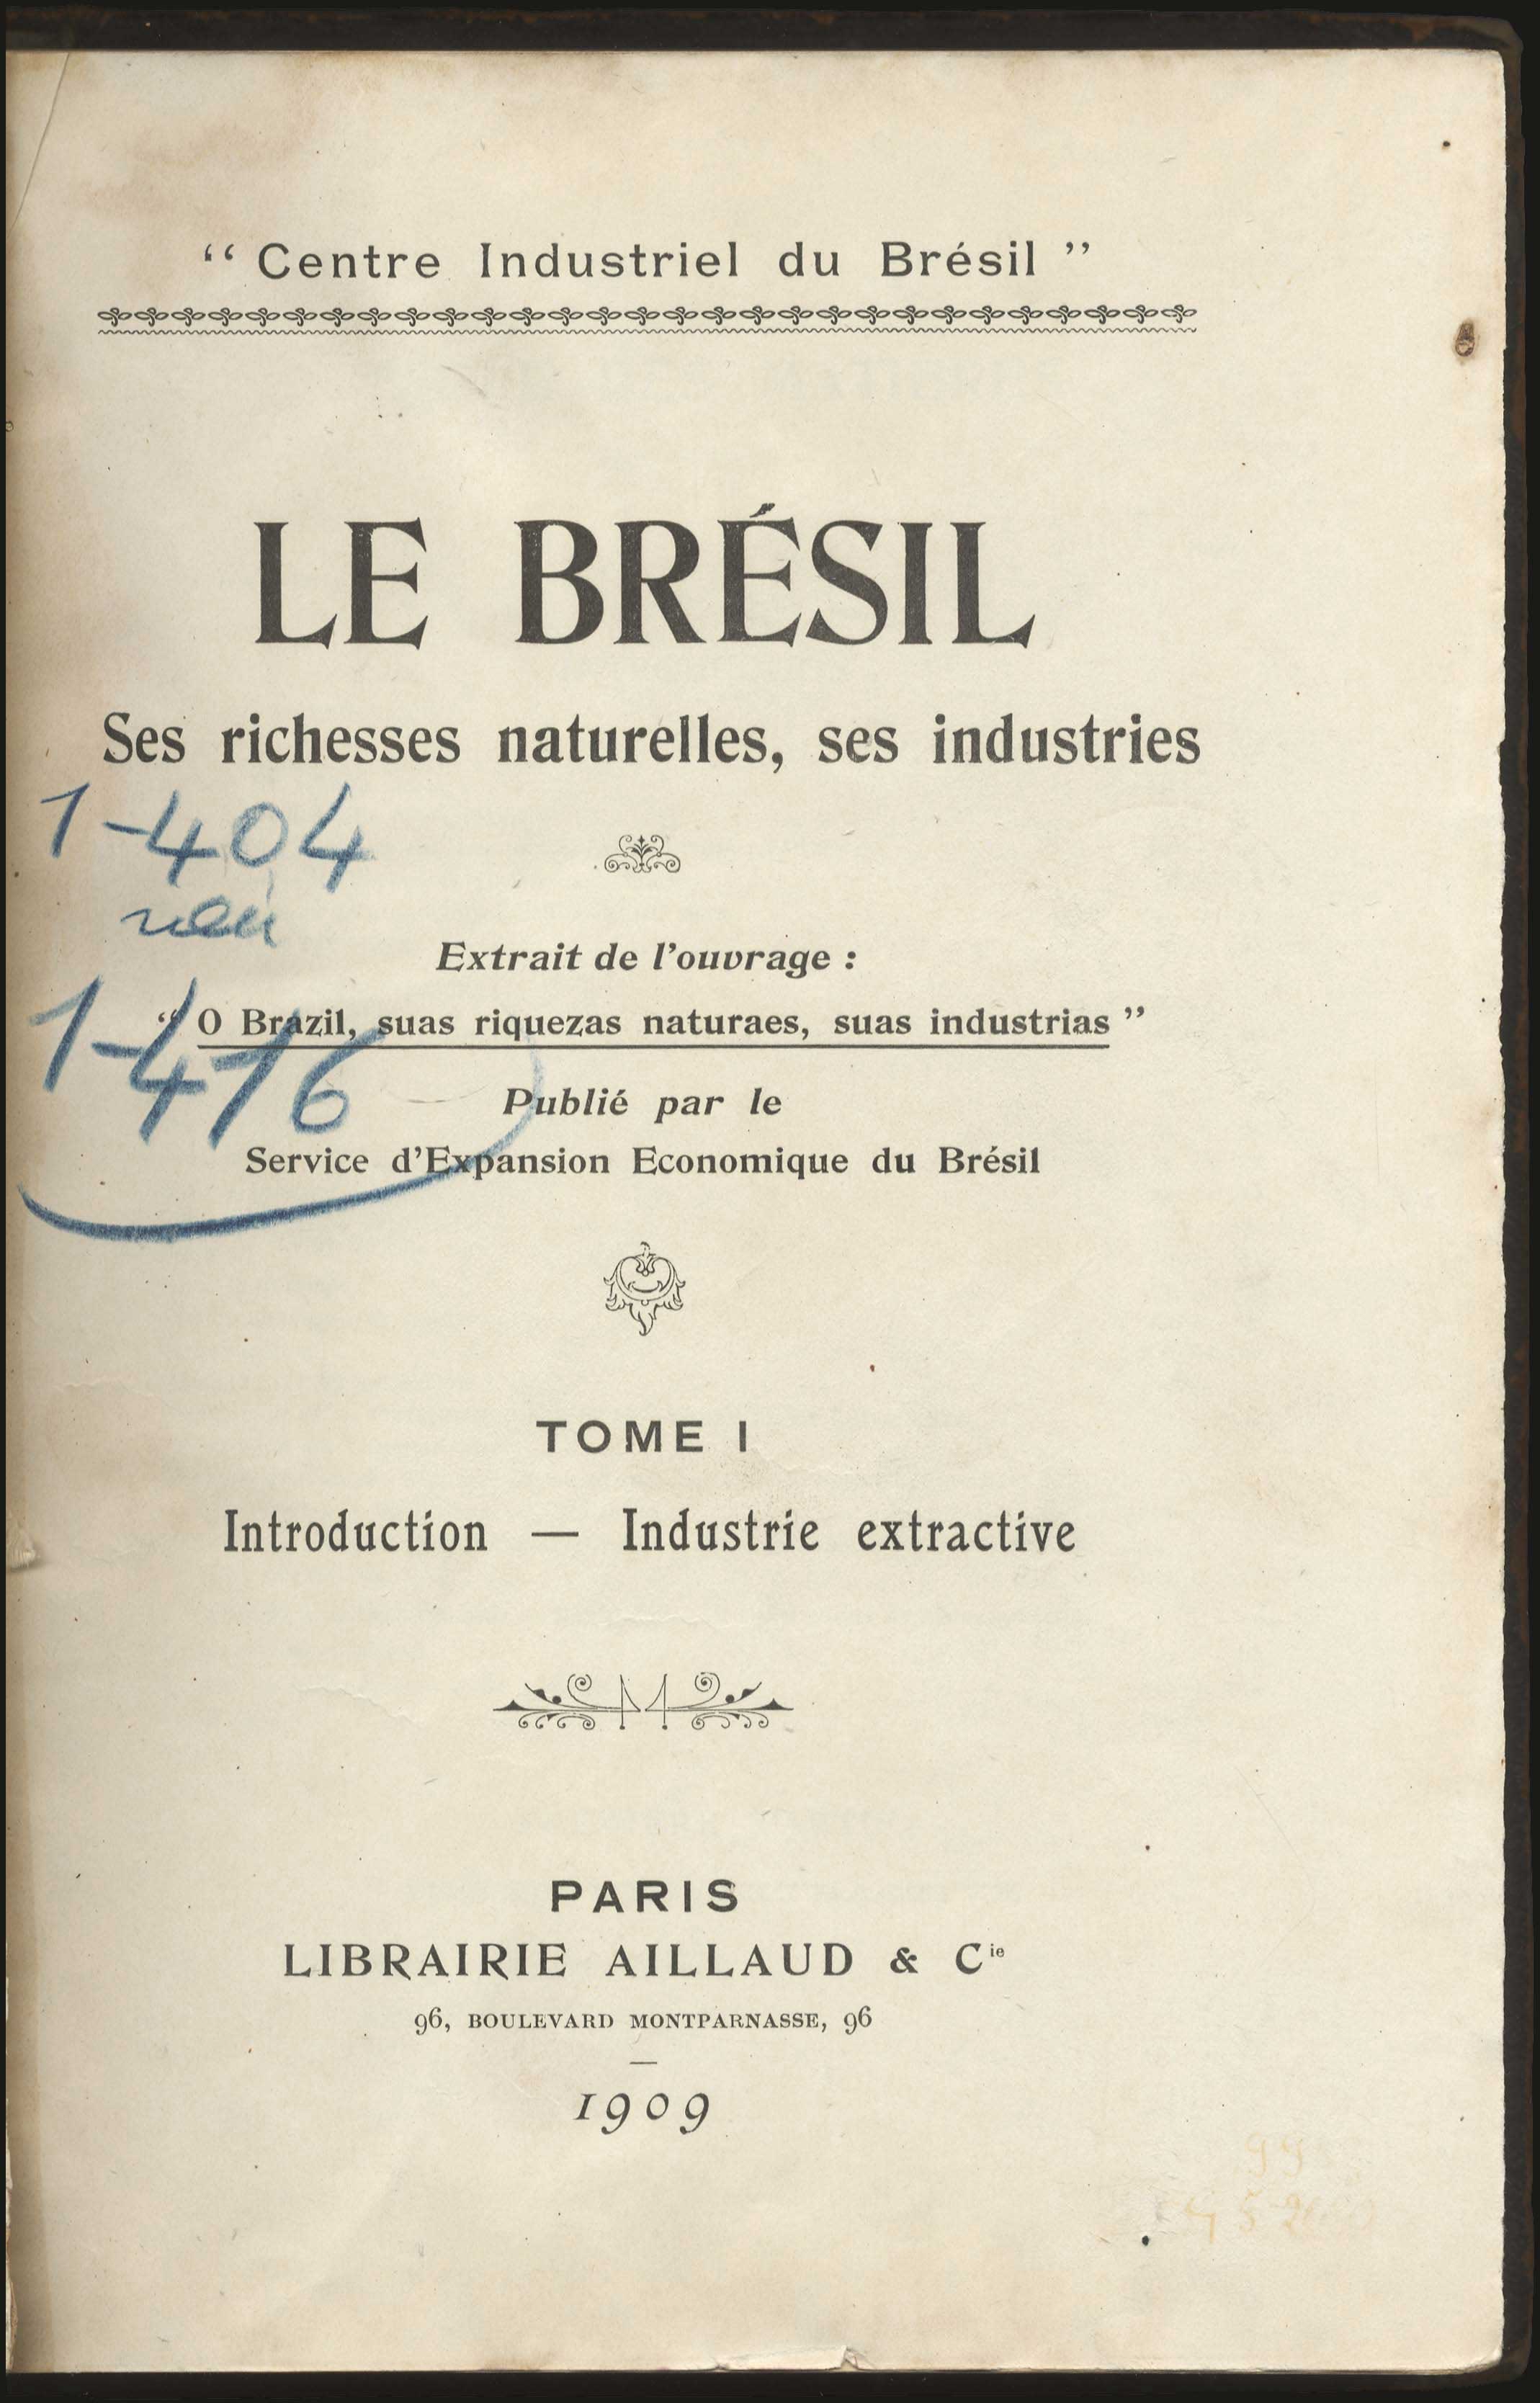 “ Centre Industriel du Brésil ”
LE BRÉSIL
Ses richesses naturelles, ses industries
1-404
neu
Extrait de l’ouvrage :
“ O Brazil, suas riquezas naturaes, suas industrias ”
1-416
Publié par le
Service d’Expansion Economique du Brésil
TOME I
Introduction — Industrie extractive
PARIS
LIBRAIRIE AILLAUD & Cie
96, BOULEVARD MONTPARNASSE, 96
1909